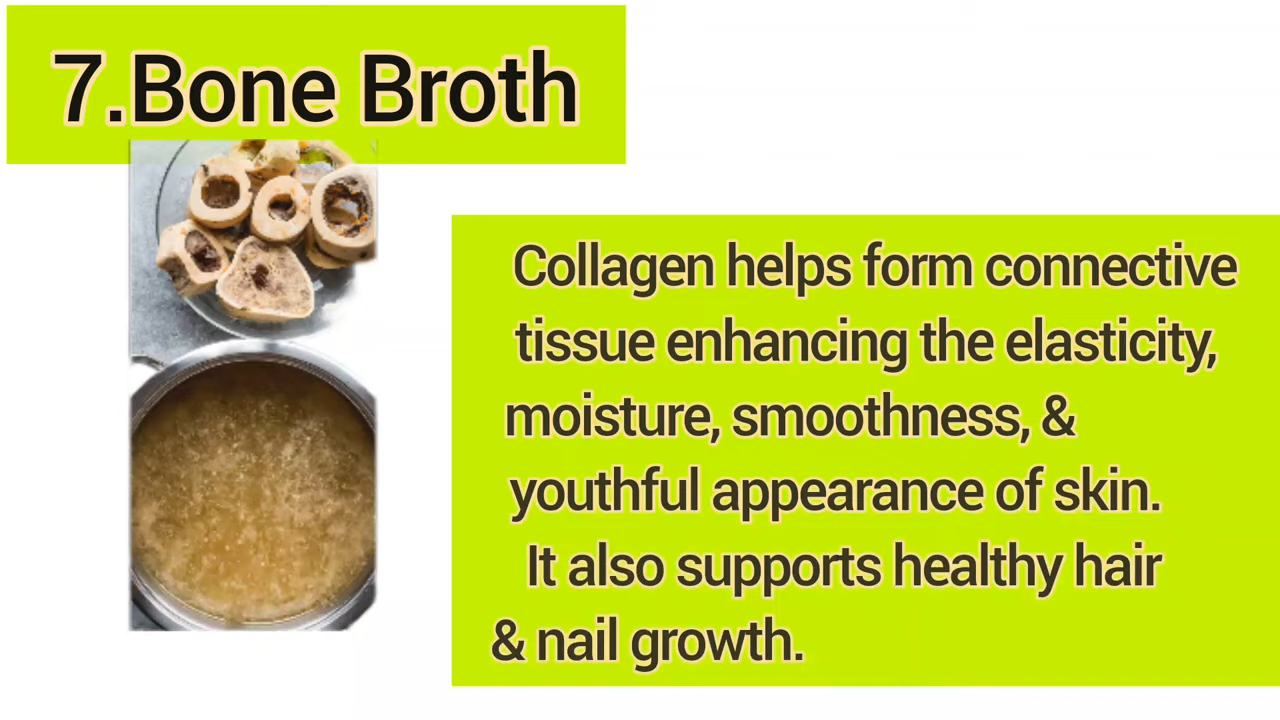 7.Bone Broth
Collagen helps form connective
tissue enhancing the elasticity,
moisture, smoothness, &
youthful appearance of skin.
It also supports healthy hair
& nail growth.